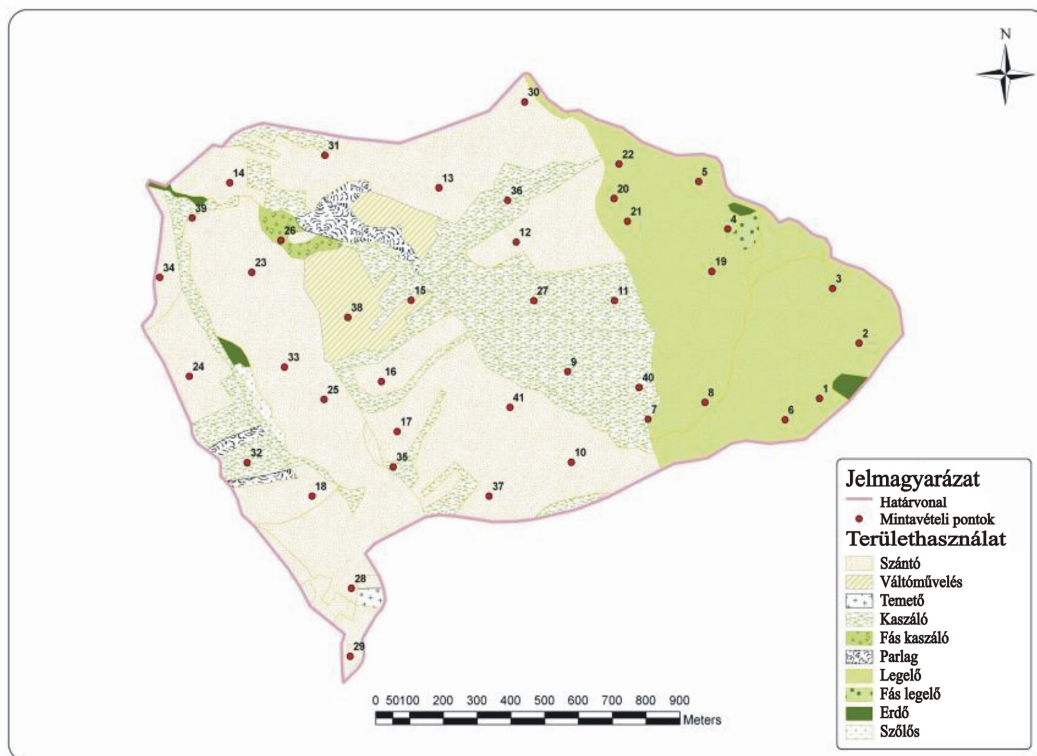 N
30
31
22
5
14
13
36
20
39
21
4
26
12
19
34
23
3
15
27
11
38
2
33
9
24
16
40
25
8
1
41
7
6
17
35
10
32
18
37
28
29
0 50100 200 300 400 500 600 700 800 900
Meters
Jelmagyarázat
Határvonal
Mintavételi pontok
Területhasználat
Szántó
Váltóművelés
Temető
Kaszáló
Fás kaszáló
Parlag
Legelő
Fás legelő
Erdő
Szőlős